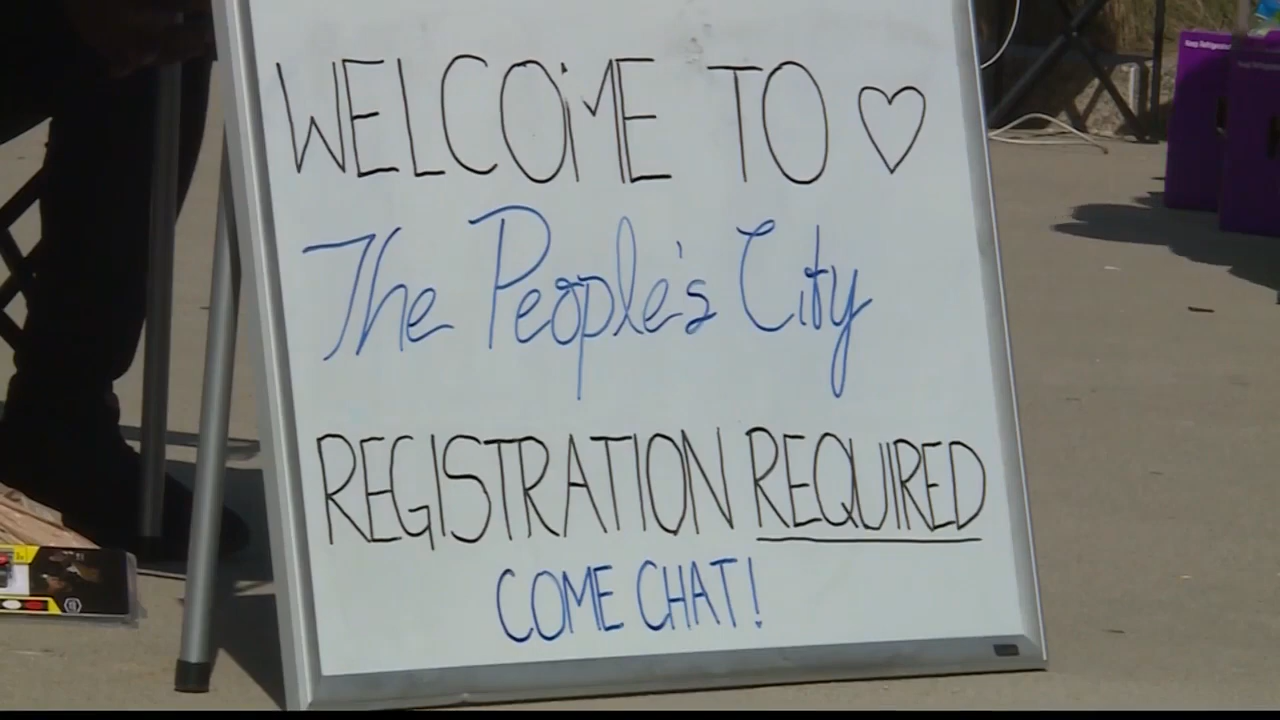 WELCOME TO ♡
The People's City
REGISTRATION REQUIRED
COME CHAT!